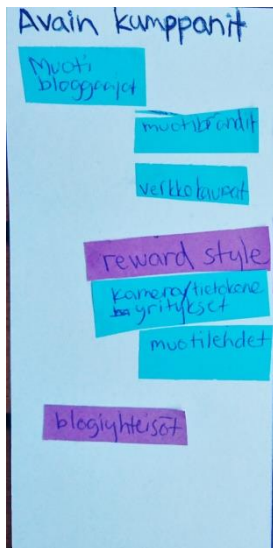 Avain kumppanit
Muoti
bloggaajat
muotibrändit
verkkokaupat
reward style
kamera/tietokone
yritykset
muotilehdet
blogiyhteisöt